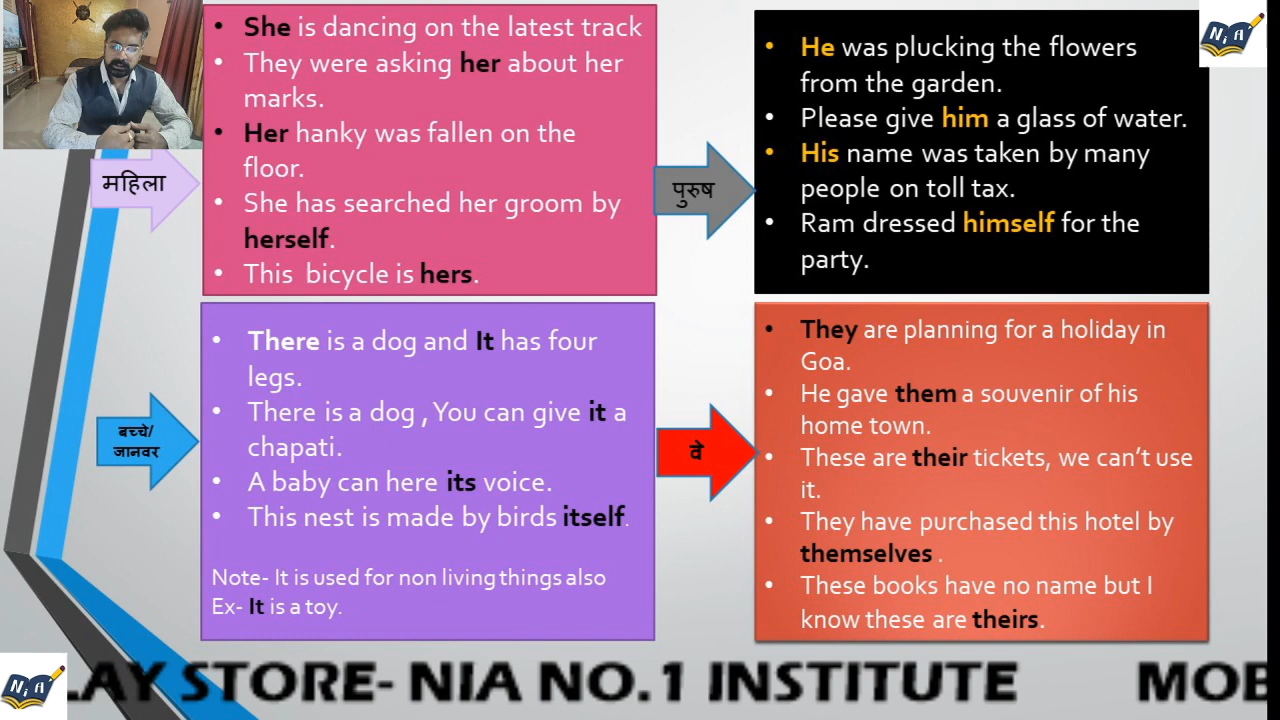 NiA
महिला
• She is dancing on the latest track
• They were asking her about her
marks.
• Her hanky was fallen on the
floor.
• She has searched her groom by
herself.
• This bicycle is hers.
पुरुष
• He was plucking the flowers
from the garden.
• Please give him a glass of water.
• His name was taken by many
people on toll tax.
• Ram dressed himself for the
party.
बच्चे/
जानवर
• There is a dog and It has four
legs.
• There is a dog , You can give it a
chapati.
• A baby can here its voice.
• This nest is made by birds itself.
Note- It is used for non living things also
Ex- It is a toy.
वे
• They are planning for a holiday in
Goa.
• He gave them a souvenir of his
home town.
• These are their tickets, we can't use
it.
• They have purchased this hotel by
themselves .
• These books have no name but I
know these are theirs.
NiA
LAY STORE- NIA NO.1 INSTITUTE MOB